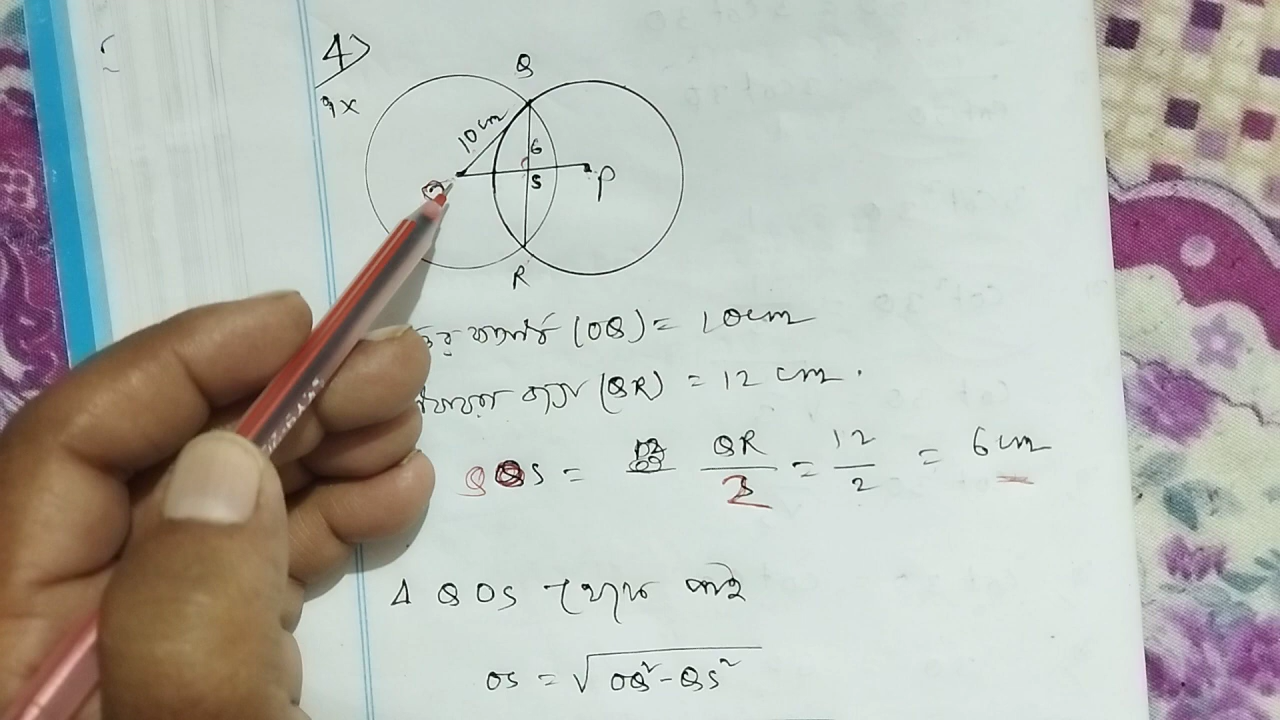 4>
9x
Q
10cm
6
S
P
O
R
(OQ) = 10cm
(QR) = 12 cm.
QS = QR/2 = 12/2 = 6cm
Δ QOS থেকে পাই
OS = √OQ² - QS²